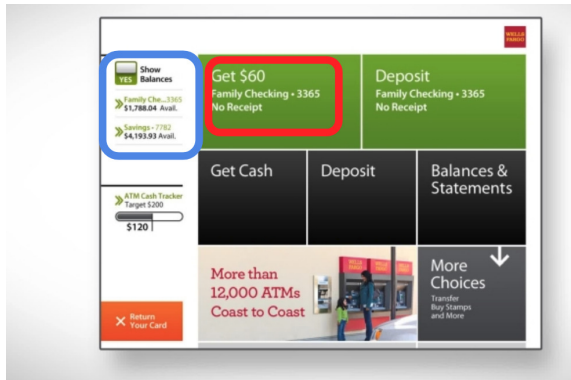 WELLS
FARGO
YES
Show
Balances
Family Che...3365
$1,788.04 Avail.
Savings • 7782
$4,193.93 Avail.
Get $60
Family Checking • 3365
No Receipt
Deposit
Family Checking • 3365
No Receipt
ATM Cash Tracker
Target $200
$120
Get Cash
Deposit
Balances &
Statements
More than
12,000 ATMs
Coast to Coast
More
Choices
Transfer
Buy Stamps
and More
Return
Your Card